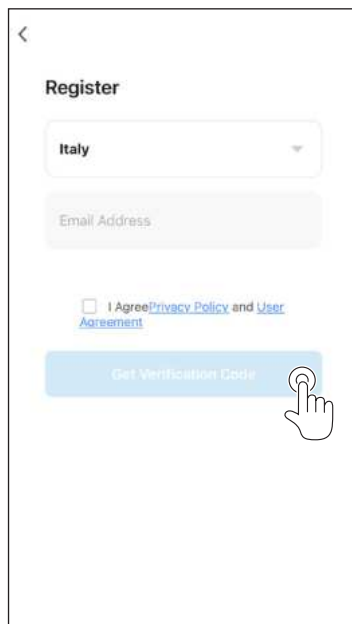 Register
Italy
Email Address
I AgreePrivacy Policy and User
Agreement
Get Verification Code